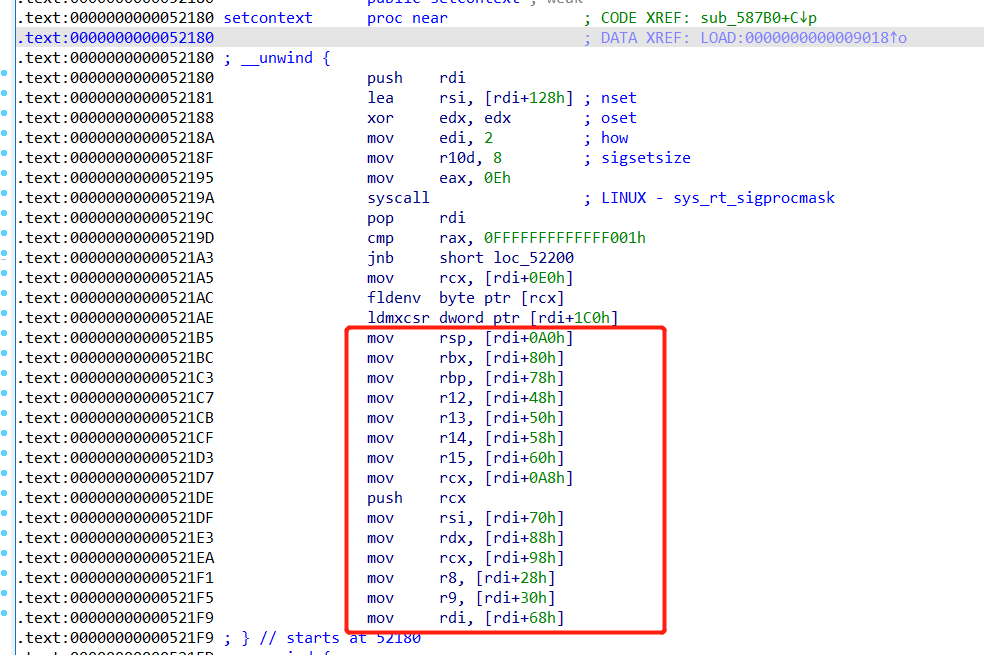 .text:0000000000052180 public setcontext ; weak
.text:0000000000052180 setcontext proc near ; CODE XREF: sub_587B0+C↓p
.text:0000000000052180 ; DATA XREF: LOAD:0000000000009018↑o
.text:0000000000052180 ; __unwind {
.text:0000000000052180 push rdi
.text:0000000000052181 lea rsi, [rdi+128h] ; nset
.text:0000000000052188 xor edx, edx ; oset
.text:000000000005218A mov edi, 2 ; how
.text:000000000005218F mov r10d, 8 ; sigsetsize
.text:0000000000052195 mov eax, 0Eh
.text:000000000005219A syscall ; LINUX - sys_rt_sigprocmask
.text:000000000005219C pop rdi
.text:000000000005219D cmp rax, 0FFFFFFFFFFFFF001h
.text:00000000000521A3 jnb short loc_52200
.text:00000000000521A5 mov rcx, [rdi+0E0h]
.text:00000000000521AC fldenv byte ptr [rcx]
.text:00000000000521AE ldmxcsr dword ptr [rdi+1C0h]
.text:00000000000521B5 mov rsp, [rdi+0A0h]
.text:00000000000521BC mov rbx, [rdi+80h]
.text:00000000000521C3 mov rbp, [rdi+78h]
.text:00000000000521C7 mov r12, [rdi+48h]
.text:00000000000521CB mov r13, [rdi+50h]
.text:00000000000521CF mov r14, [rdi+58h]
.text:00000000000521D3 mov r15, [rdi+60h]
.text:00000000000521D7 mov rcx, [rdi+0A8h]
.text:00000000000521DE push rcx
.text:00000000000521DF mov rsi, [rdi+70h]
.text:00000000000521E3 mov rdx, [rdi+88h]
.text:00000000000521EA mov rcx, [rdi+98h]
.text:00000000000521F1 mov r8, [rdi+28h]
.text:00000000000521F5 mov r9, [rdi+30h]
.text:00000000000521F9 mov rdi, [rdi+68h]
.text:00000000000521F9 ; } // starts at 52180